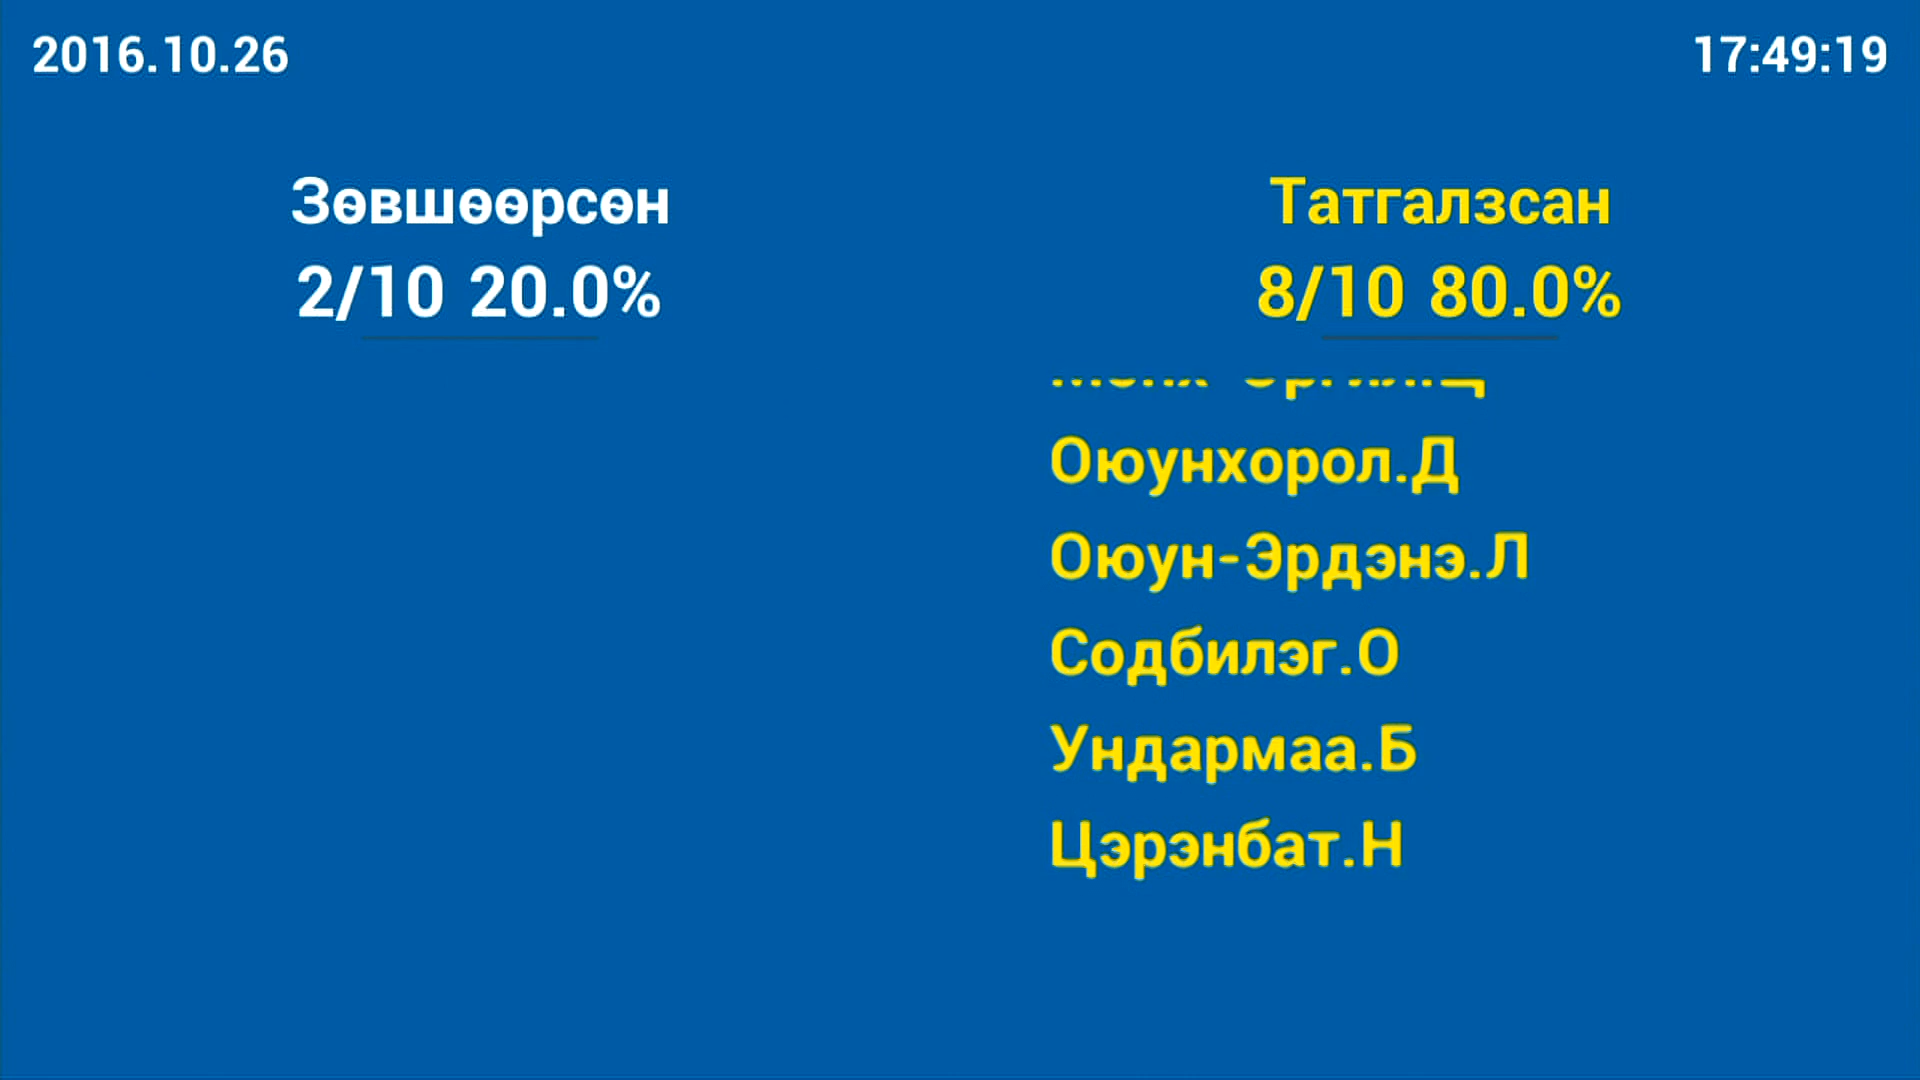 2016.10.26
17:49:19
Зөвшөөрсөн
2/10 20.0%
Татгалзсан
8/10 80.0%
Оюунхорол.Д
Оюун-Эрдэнэ.Л
Содбилэг.О
Ундармаа.Б
Цэрэнбат.Н